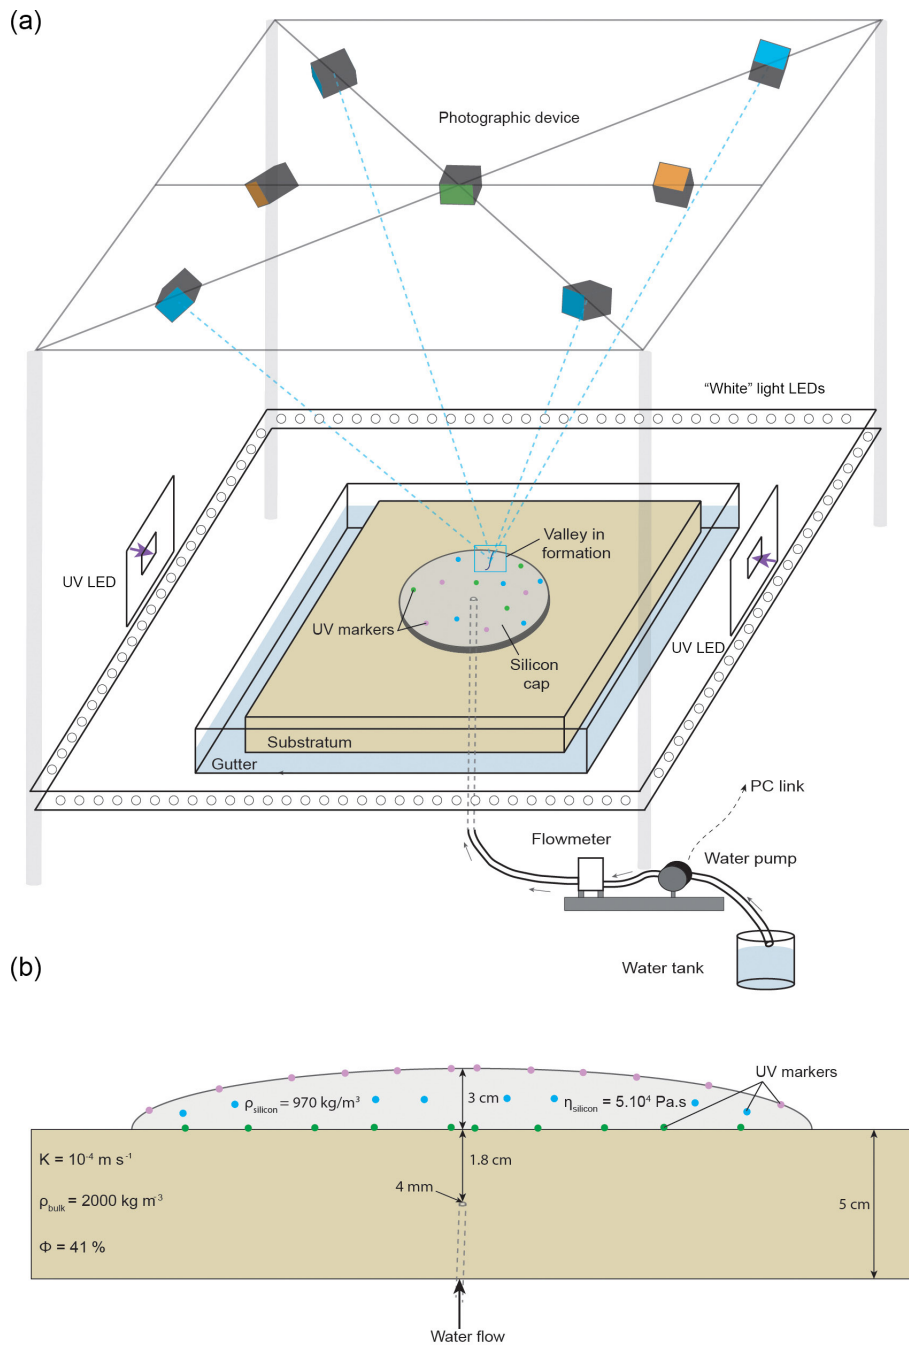 (a)
Photographic device
“White” light LEDs
Valley in
formation
UV LED
UV markers
UV LED
Silicon
cap
Substratum
Gutter
PC link
Flowmeter
Water pump
Water tank
(b)
UV markers
ρsilicon = 970 kg/m³
3 cm
ηsilicon = 5.10⁴ Pa.s
K = 10⁻⁴ m s⁻¹
1.8 cm
4 mm
ρbulk = 2000 kg m⁻³
5 cm
Φ = 41 %
Water flow